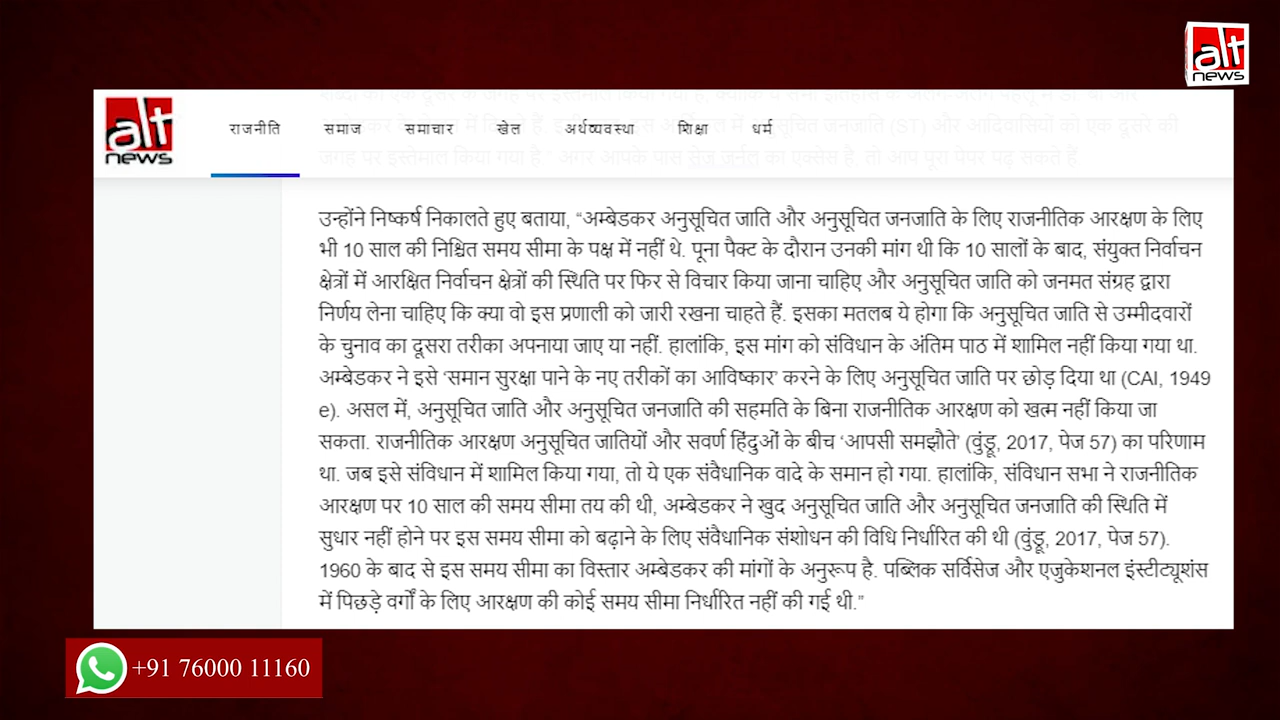 alt
news
alt
news
राजनीति समाज समाचार खेल अर्थव्यवस्था शिक्षा धर्म
जगह पर इस्तेमाल किया गया है." अगर आपके पास सेज जर्नल का एक्सेस है, तो आप पूरा पेपर पढ़ सकते हैं.
उन्होंने निष्कर्ष निकालते हुए बताया, “अम्बेडकर अनुसूचित जाति और अनुसूचित जनजाति के लिए राजनीतिक आरक्षण के लिए
भी 10 साल की निश्चित समय सीमा के पक्ष में नहीं थे. पूना पैक्ट के दौरान उनकी मांग थी कि 10 सालों के बाद, संयुक्त निर्वाचन
क्षेत्रों में आरक्षित निर्वाचन क्षेत्रों की स्थिति पर फिर से विचार किया जाना चाहिए और अनुसूचित जाति को जनमत संग्रह द्वारा
निर्णय लेना चाहिए कि क्या वो इस प्रणाली को जारी रखना चाहते हैं. इसका मतलब ये होगा कि अनुसूचित जाति से उम्मीदवारों
के चुनाव का दूसरा तरीका अपनाया जाए या नहीं. हालांकि, इस मांग को संविधान के अंतिम पाठ में शामिल नहीं किया गया था.
अम्बेडकर ने इसे ‘समान सुरक्षा पाने के नए तरीकों का आविष्कार’ करने के लिए अनुसूचित जाति पर छोड़ दिया था (CAI, 1949
e). असल में, अनुसूचित जाति और अनुसूचित जनजाति की सहमति के बिना राजनीतिक आरक्षण को खत्म नहीं किया जा
सकता. राजनीतिक आरक्षण अनुसूचित जातियों और सवर्ण हिंदुओं के बीच ‘आपसी समझौते’ (वुंडू, 2017, पेज 57) का परिणाम
था. जब इसे संविधान में शामिल किया गया, तो ये एक संवैधानिक वादे के समान हो गया. हालांकि, संविधान सभा ने राजनीतिक
आरक्षण पर 10 साल की समय सीमा तय की थी, अम्बेडकर ने खुद अनुसूचित जाति और अनुसूचित जनजाति की स्थिति में
सुधार नहीं होने पर इस समय सीमा को बढ़ाने के लिए संवैधानिक संशोधन की विधि निर्धारित की थी (वुंडू, 2017, पेज 57).
1960 के बाद से इस समय सीमा का विस्तार अम्बेडकर की मांगों के अनुरूप है. पब्लिक सर्विसेज और एजुकेशनल इंस्टीट्यूशंस
में पिछड़े वर्गों के लिए आरक्षण की कोई समय सीमा निर्धारित नहीं की गई थी.”
+91 76000 11160